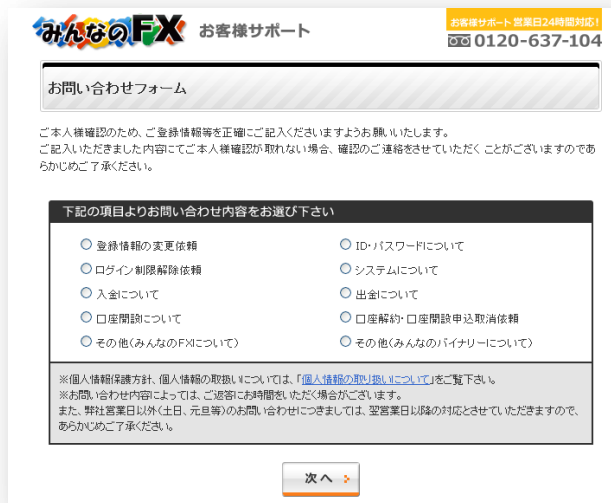 みんなのFX お客様サポート
お客様サポート 営業日24時間対応!
0120-637-104
お問い合わせフォーム
ご本人様確認のため、ご登録情報等を正確にご記入くださいますようお願いいたします。
ご記入いただきました内容にてご本人様確認が取れない場合、確認のご連絡をさせていただくことがございますのであ
らかじめご了承ください。
下記の項目よりお問い合わせ内容をお選び下さい
登録情報の変更依頼
ID・パスワードについて
ログイン制限解除依頼
システムについて
入金について
出金について
口座開設について
口座解約・口座開設申込取消依頼
その他(みんなのFXについて)
その他(みんなのバイナリーについて)
※個人情報保護方針、個人情報の取扱いについては、「個人情報の取り扱いについて」をご覧下さい。
※お問い合わせ内容によっては、ご返答にお時間をいただく場合がございます。
また、弊社営業日以外(土日、元旦等)のお問い合わせにつきましては、翌営業日以降の対応とさせていただきますので、
あらかじめご了承ください。
次へ